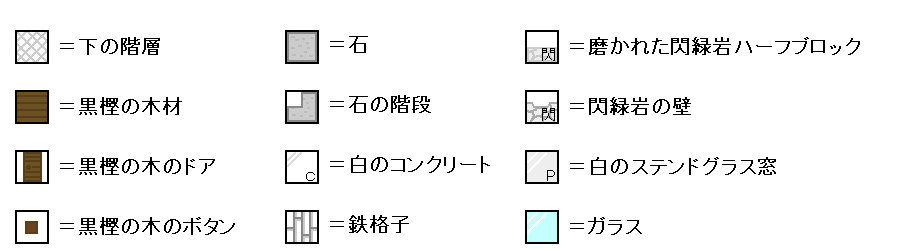 ＝下の階層
＝石
閃 ＝磨かれた閃緑岩ハーフブロック
＝黒樫の木材
＝石の階段
閃 ＝閃緑岩の壁
＝黒樫の木のドア
C ＝白のコンクリート
P ＝白のステンドグラス窓
＝黒樫の木のボタン
＝鉄格子
＝ガラス